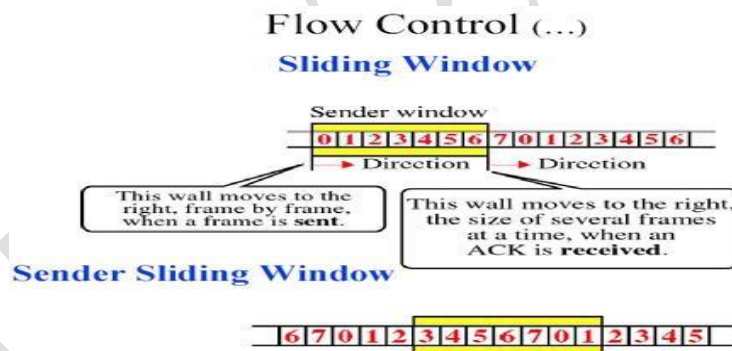 Flow Control (...)
Sliding Window
Sender window
0 1 2 3 4 5 6 7 0 1 2 3 4 5 6
Direction Direction
This wall moves to the
right, frame by frame,
when a frame is sent.
This wall moves to the right,
the size of several frames
at a time, when an
ACK is received.
Sender Sliding Window
6 7 0 1 2 3 4 5 6 7 0 1 2 3 4 5